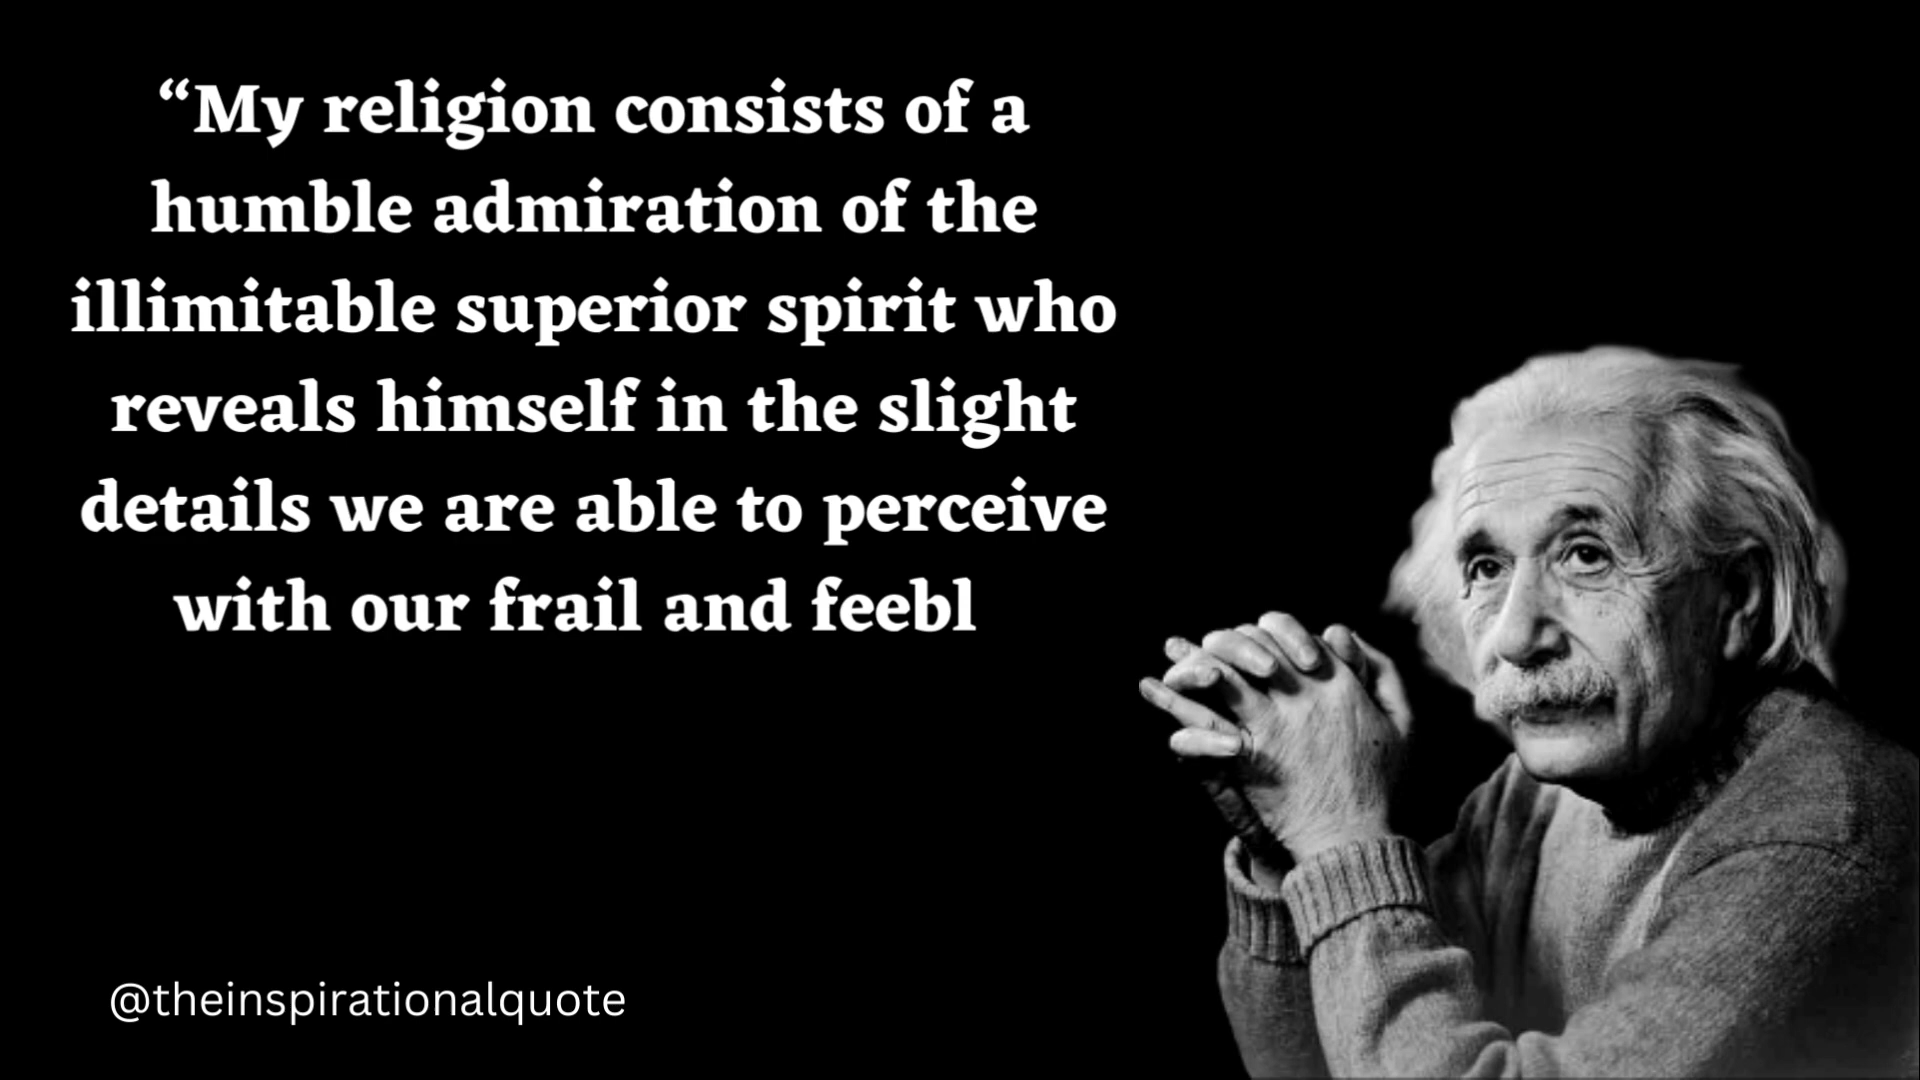 “My religion consists of a
humble admiration of the
illimitable superior spirit who
reveals himself in the slight
details we are able to perceive
with our frail and feebl
@theinspirationalquote